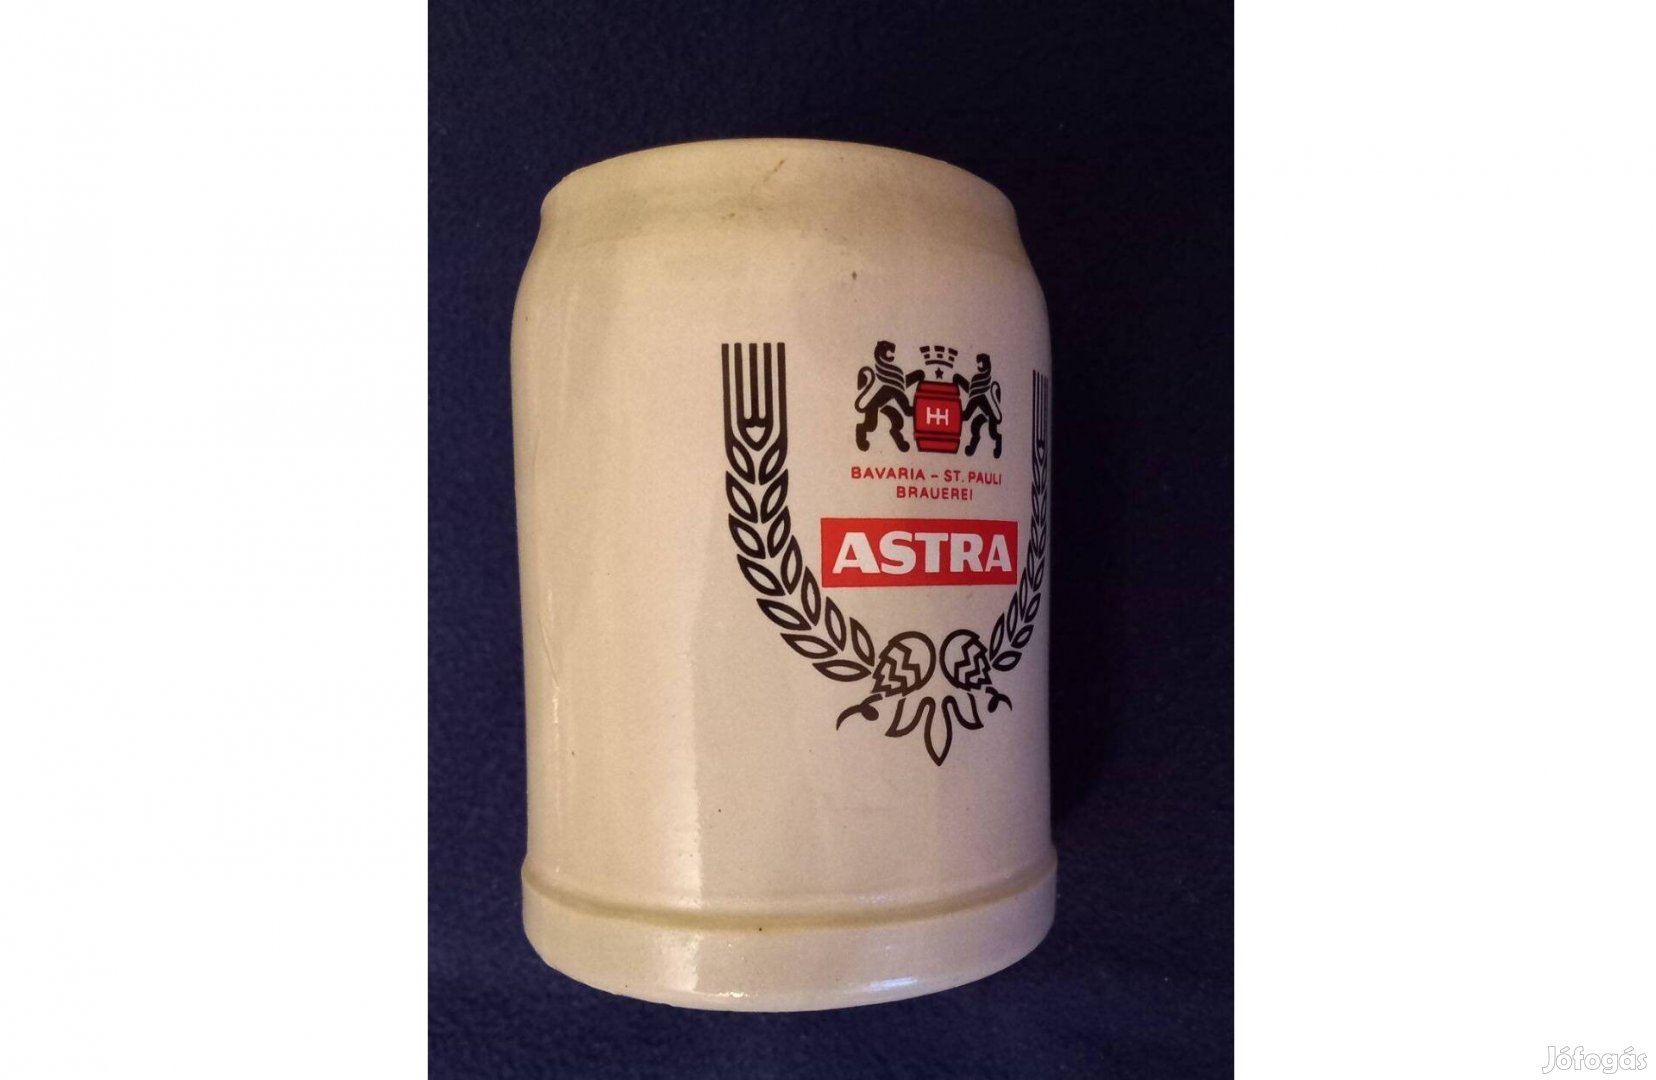 HH
BAVARIA - ST. PAULI
BRAUEREI
ASTRA
Jófogás